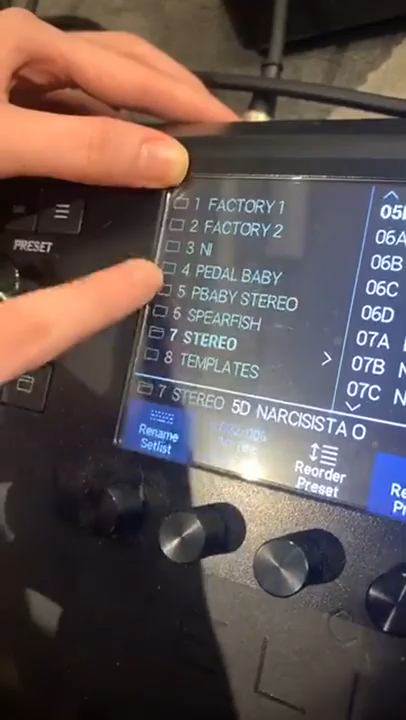 PRESET
1 FACTORY 1
2 FACTORY 2
3 NI
4 PEDAL BABY
5 PBABY STEREO
6 SPEARFISH
7 STEREO
8 TEMPLATES
06A
06B
06C
06D
07A
07B
07C
7 STEREO 5D NARCISISTA O
Rename
Setlist
Reorder
Preset